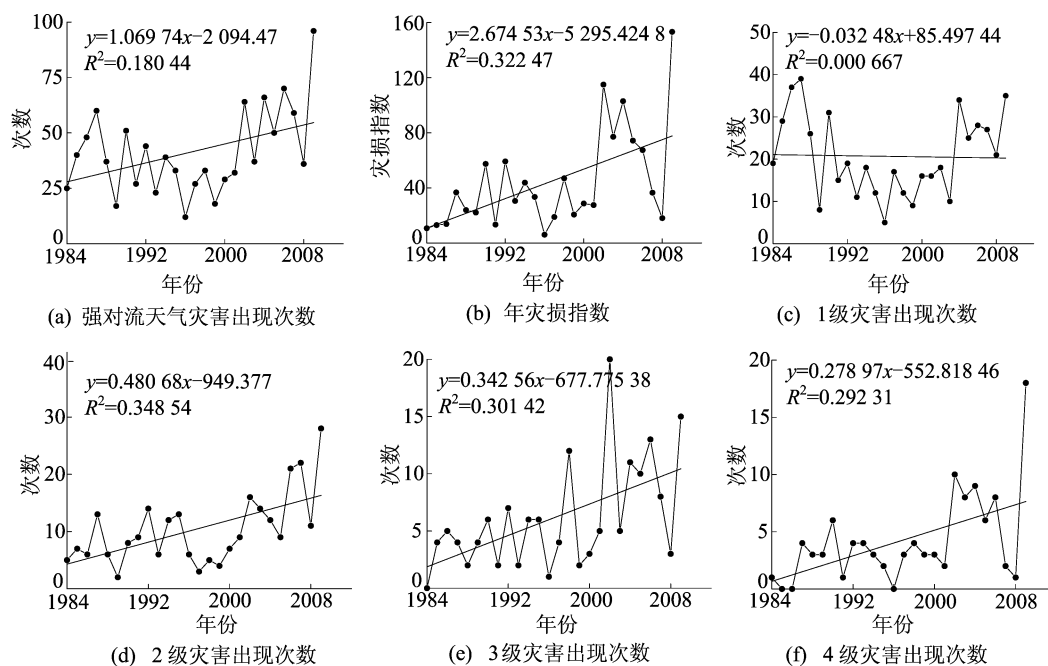 100
75
50
25
0
次数
y=1.069 74x−2 094.47
R²=0.180 44
1984 1992 2000 2008
年份
(a) 强对流天气灾害出现次数
160
120
80
40
0
灾损指数
y=2.674 53x−5 295.424 8
R²=0.322 47
1984 1992 2000 2008
年份
(b) 年灾损指数
50
40
30
20
10
0
次数
y=−0.032 48x+85.497 44
R²=0.000 667
1984 1992 2000 2008
年份
(c) 1级灾害出现次数
40
30
20
10
0
次数
y=0.480 68x−949.377
R²=0.348 54
1984 1992 2000 2008
年份
(d) 2级灾害出现次数
20
15
10
5
0
次数
y=0.342 56x−677.775 38
R²=0.301 42
1984 1992 2000 2008
年份
(e) 3级灾害出现次数
20
15
10
5
0
次数
y=0.278 97x−552.818 46
R²=0.292 31
1984 1992 2000 2008
年份
(f) 4级灾害出现次数